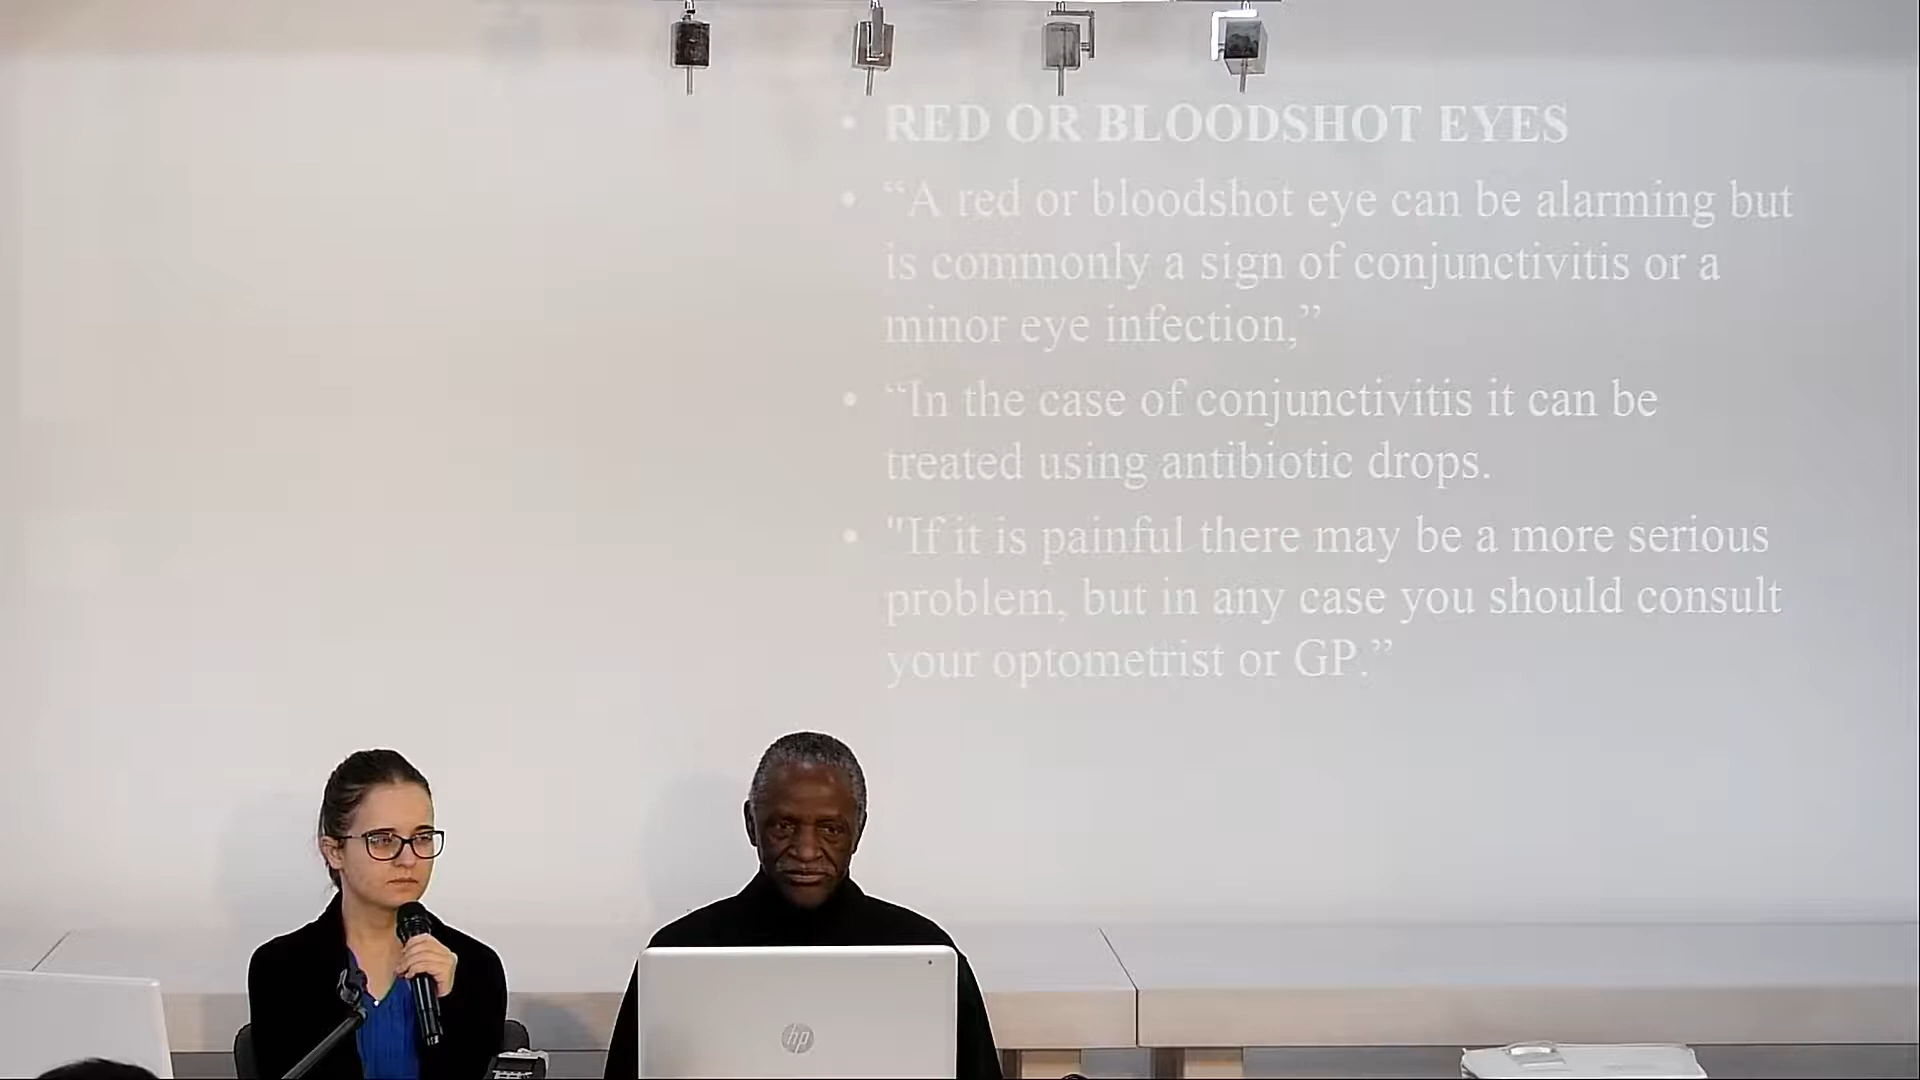 • RED OR BLOODSHOT EYES
• “A red or bloodshot eye can be alarming but
is commonly a sign of conjunctivitis or a
minor eye infection,”
• “In the case of conjunctivitis it can be
treated using antibiotic drops.
• "If it is painful there may be a more serious
problem, but in any case you should consult
your optometrist or GP.”
hp